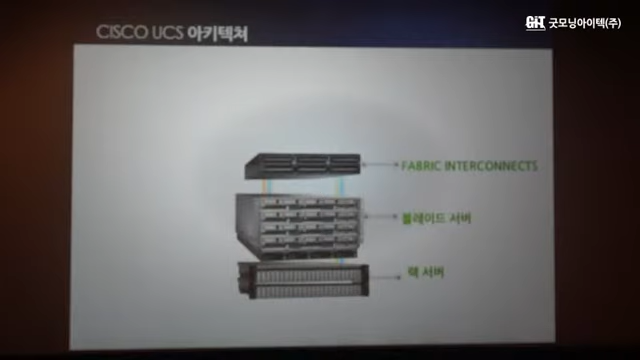 CISCO UCS 아키텍쳐
GIT 굿모닝아이텍(주)
FABRIC INTERCONNECTS
블레이드 서버
랙 서버